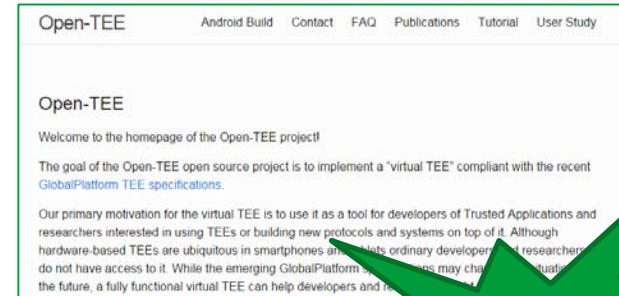 Open-TEE Android Build Contact FAQ Publications Tutorial User Study
Open-TEE
Welcome to the homepage of the Open-TEE project!
The goal of the Open-TEE open source project is to implement a "virtual TEE" compliant with the recent
GlobalPlatform TEE specifications.
Our primary motivation for the virtual TEE is to use it as a tool for developers of Trusted Applications and
researchers interested in using TEEs or building new protocols and systems on top of it. Although
hardware-based TEEs are ubiquitous in smartphones and tablets ordinary developers and researchers
do not have access to it. While the emerging GlobalPlatform may
the future, a fully functional virtual TEE can help developers and